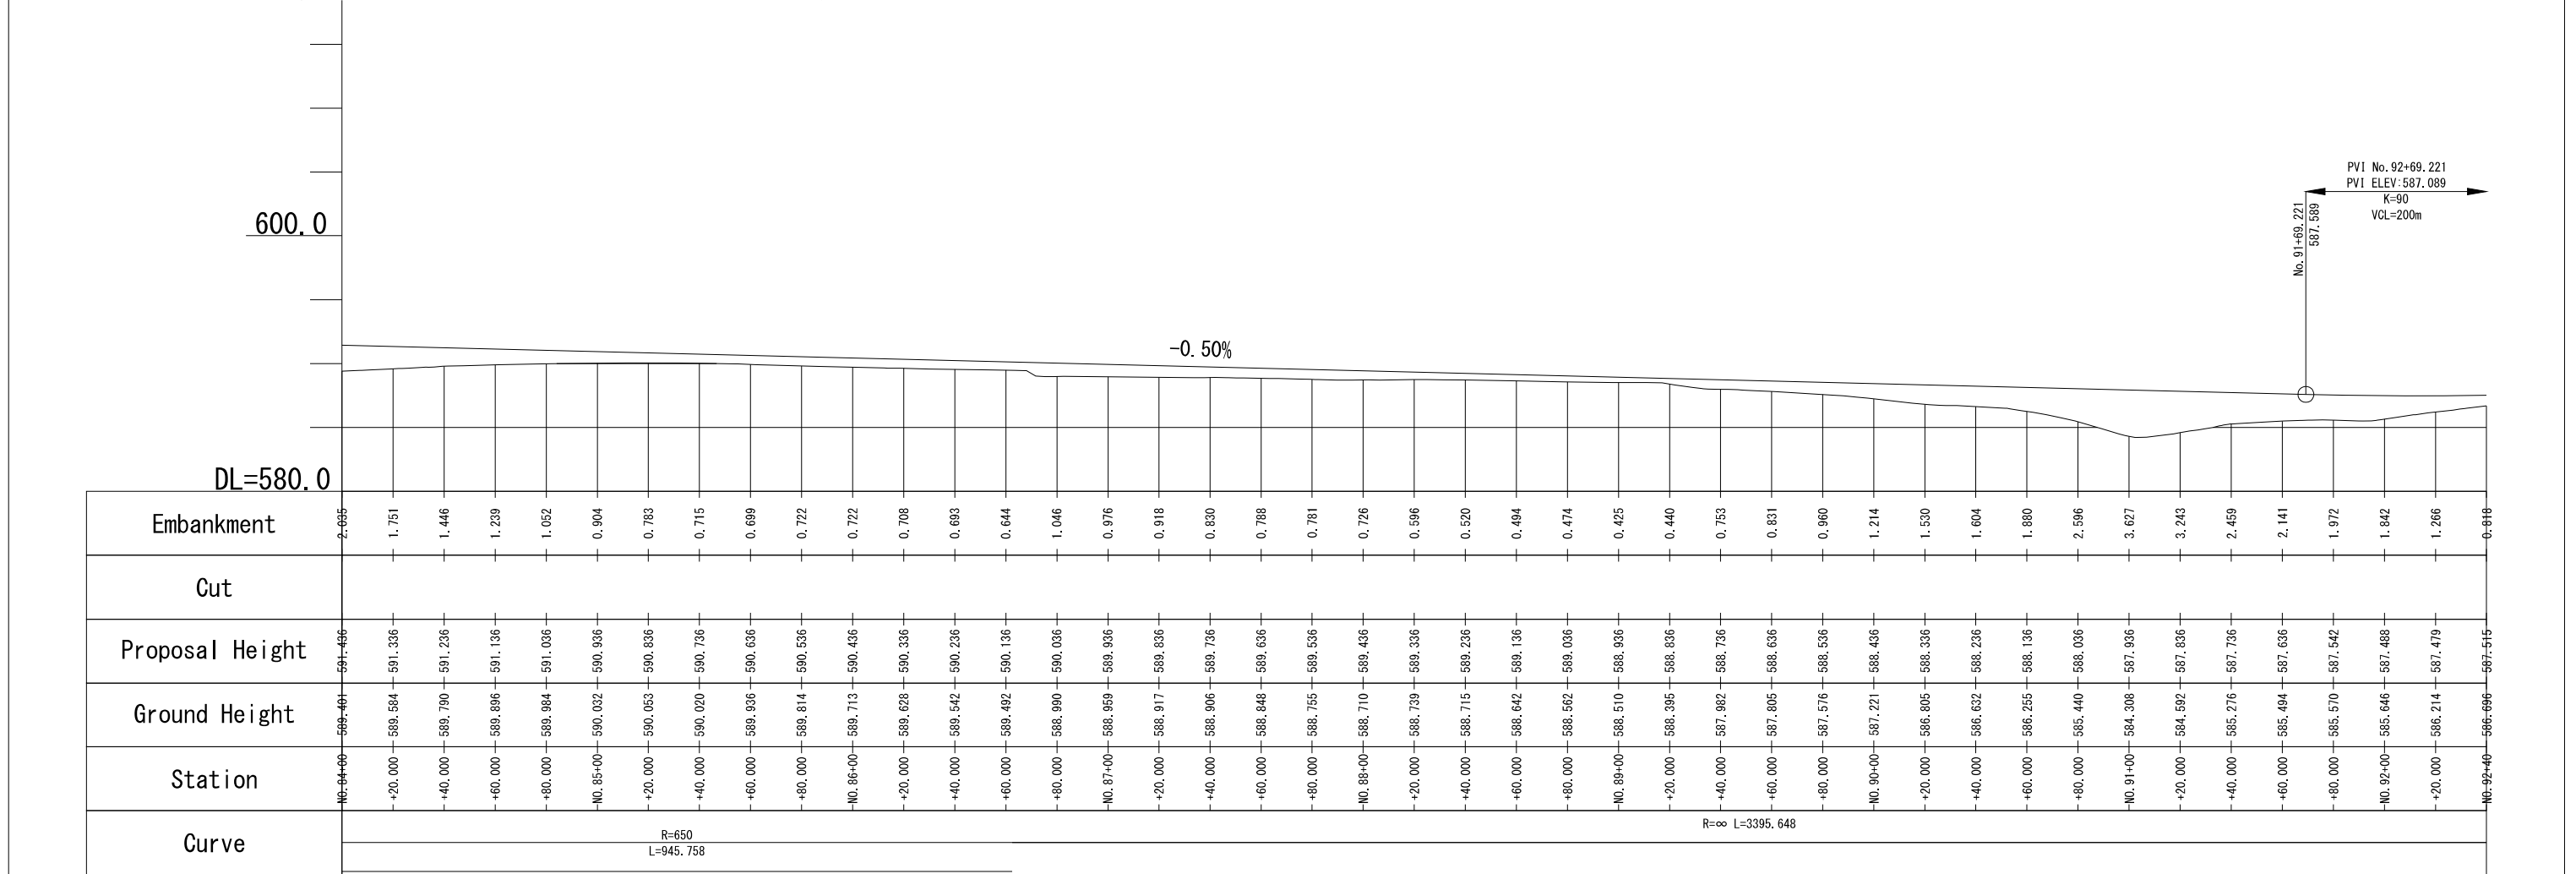 PVI No.92+69.221
PVI ELEV:587.089
K=90
VCL=200m
No.91+69.221
587.589
600.0
-0.50%
DL=580.0
Embankment 2.035 1.751 1.446 1.239 1.052 0.904 0.783 0.715 0.699 0.722 0.722 0.708 0.693 0.644 1.046 0.976 0.918 0.830 0.788 0.781 0.726 0.596 0.520 0.494 0.474 0.425 0.440 0.753 0.831 0.960 1.214 1.530 1.604 1.880 2.596 3.627 3.243 2.459 2.141 1.972 1.842 1.266 0.818
Cut
Proposal Height 591.436 591.336 591.236 591.136 591.036 590.936 590.836 590.736 590.636 590.536 590.436 590.336 590.236 590.136 590.036 589.936 589.836 589.736 589.636 589.536 589.436 589.336 589.236 589.136 589.036 588.936 588.836 588.736 588.636 588.536 588.436 588.336 588.236 588.136 588.036 587.936 587.836 587.736 587.636 587.542 587.488 587.479 587.515
Ground Height 589.401 589.584 589.790 589.896 589.984 590.032 590.053 590.020 589.936 589.814 589.713 589.628 589.542 589.492 588.990 588.959 588.917 588.906 588.848 588.755 588.710 588.739 588.715 588.642 588.562 588.510 588.395 587.982 587.805 587.576 587.221 586.805 586.632 586.255 585.440 584.308 584.592 585.276 585.494 585.570 585.646 586.214 586.696
Station NO.84+00 +20.000 +40.000 +60.000 +80.000 NO.85+00 +20.000 +40.000 +60.000 +80.000 NO.86+00 +20.000 +40.000 +60.000 +80.000 NO.87+00 +20.000 +40.000 +60.000 +80.000 NO.88+00 +20.000 +40.000 +60.000 +80.000 NO.89+00 +20.000 +40.000 +60.000 +80.000 NO.90+00 +20.000 +40.000 +60.000 +80.000 NO.91+00 +20.000 +40.000 +60.000 +80.000 NO.92+00 +20.000 NO.92+40
Curve
R=650
L=945.758
R=∞ L=3395.648